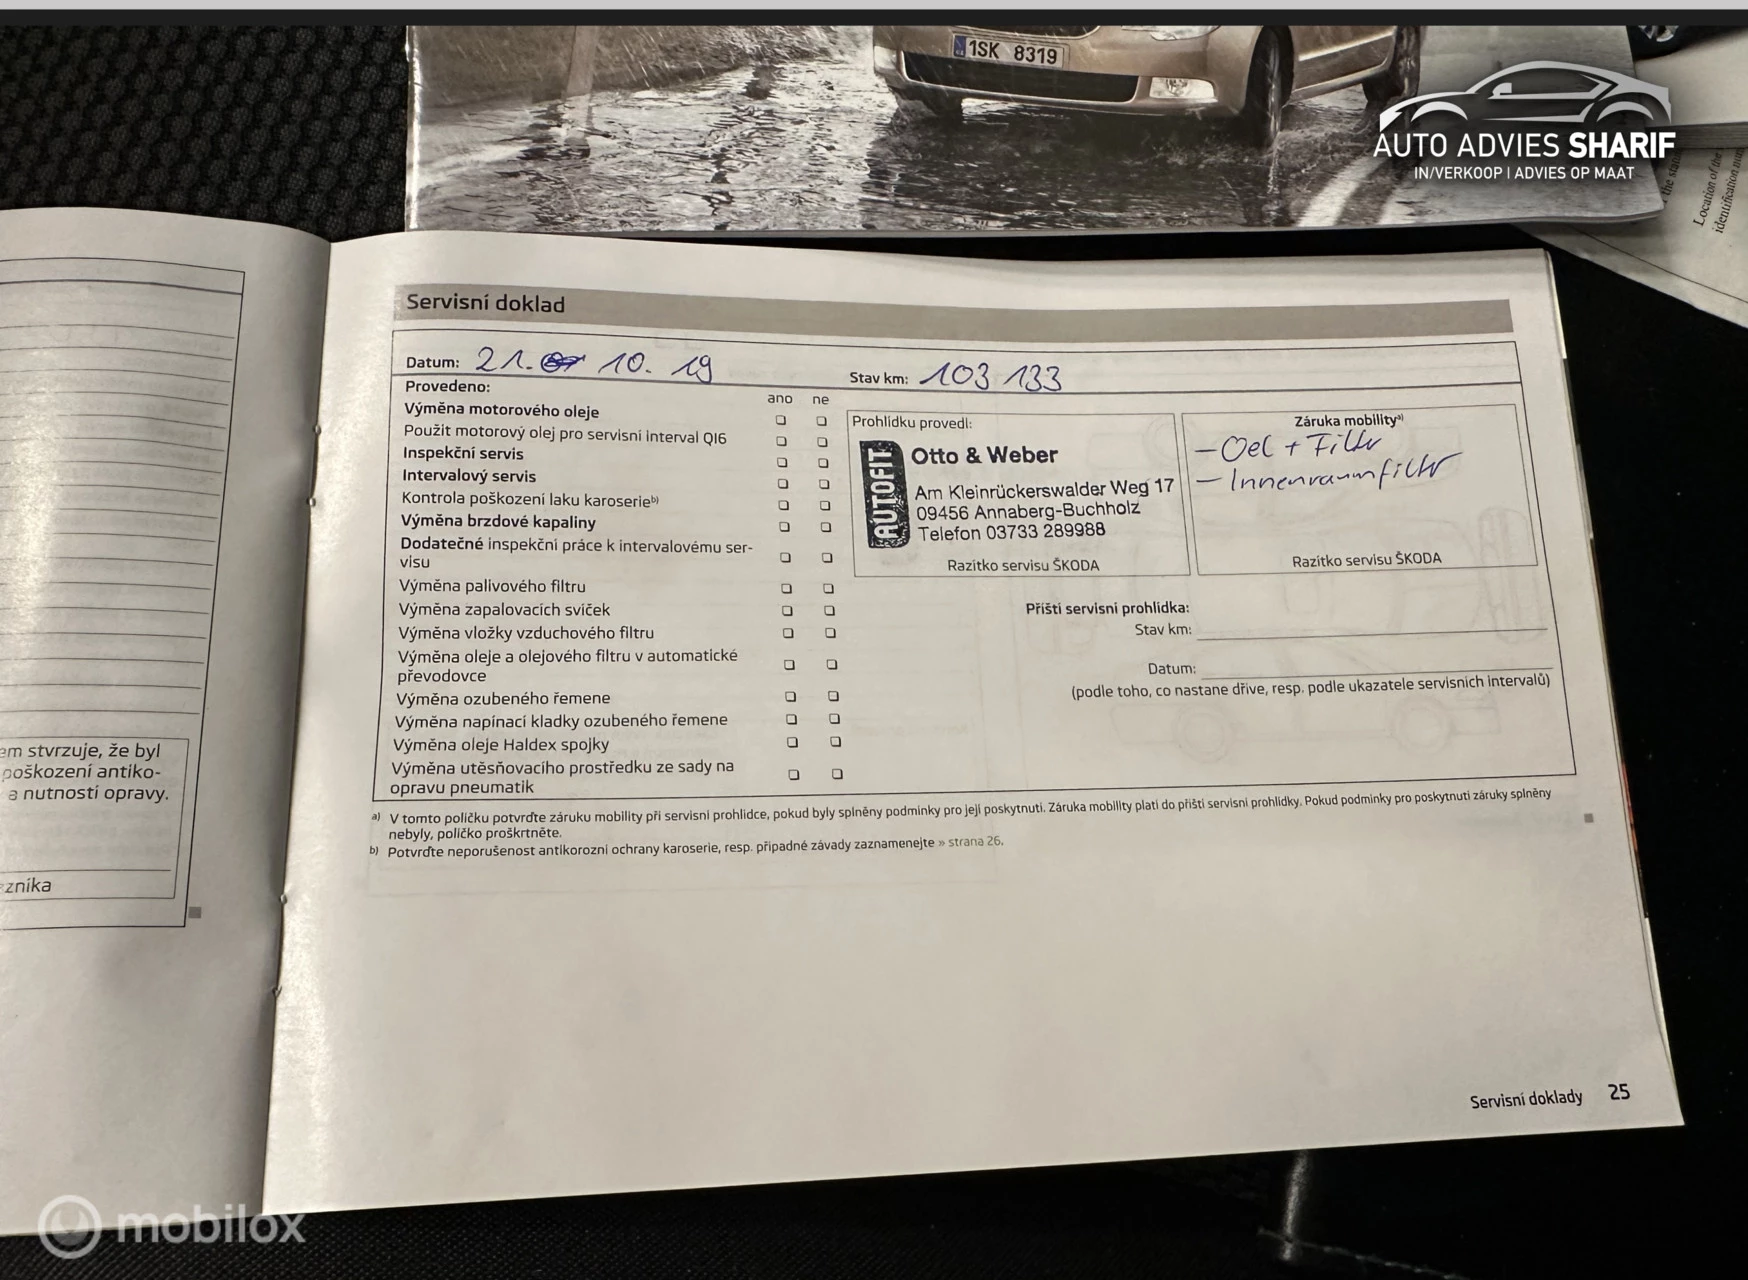 1SK 8319
AUTO ADVIES SHARIF
IN/VERKOOP | ADVIES OP MAAT
the
Location of the
identification
Servisní doklad
Datum: 21. 10. 19
Stav km: 103 133
Provedeno:
ano ne
Výměna motorového oleje
Použit motorový olej pro servisní interval QI6
Inspekční servis
Intervalový servis
Kontrola poškození laku karoserieb)
Výměna brzdové kapaliny
Dodatečné inspekční práce k intervalovému ser-
visu
Výměna palivového filtru
Výměna zapalovacích svíček
Výměna vložky vzduchového filtru
Výměna oleje a olejového filtru v automatické
převodovce
Výměna ozubeného řemene
Výměna napínací kladky ozubeného řemene
Výměna oleje Haldex spojky
Výměna utěsňovacího prostředku ze sady na
opravu pneumatik
Prohlídku provedl:
AUTOFIT
Otto & Weber
Am Kleinrückerswalder Weg 17
09456 Annaberg-Buchholz
Telefon 03733 289988
Razítko servisu ŠKODA
Záruka mobilitya)
- Oel + Filter
- Innenraumfilter
Razítko servisu ŠKODA
Příští servisní prohlídka:
Stav km:
Datum:
(podle toho, co nastane dříve, resp. podle ukazatele servisních intervalů)
a) V tomto políčku potvrďte záruku mobility při servisní prohlídce, pokud byly splněny podmínky pro její poskytnutí. Záruka mobility platí do příští servisní prohlídky. Pokud podmínky pro poskytnutí záruky splněny
nebyly, políčko proškrtněte.
b) Potvrďte neporušenost antikorozní ochrany karoserie, resp. případné závady zaznamenejte » strana 26.
em stvrzuje, že byl
poškození antiko-
a nutností opravy.
zníka
Servisní doklady 25
mobilox